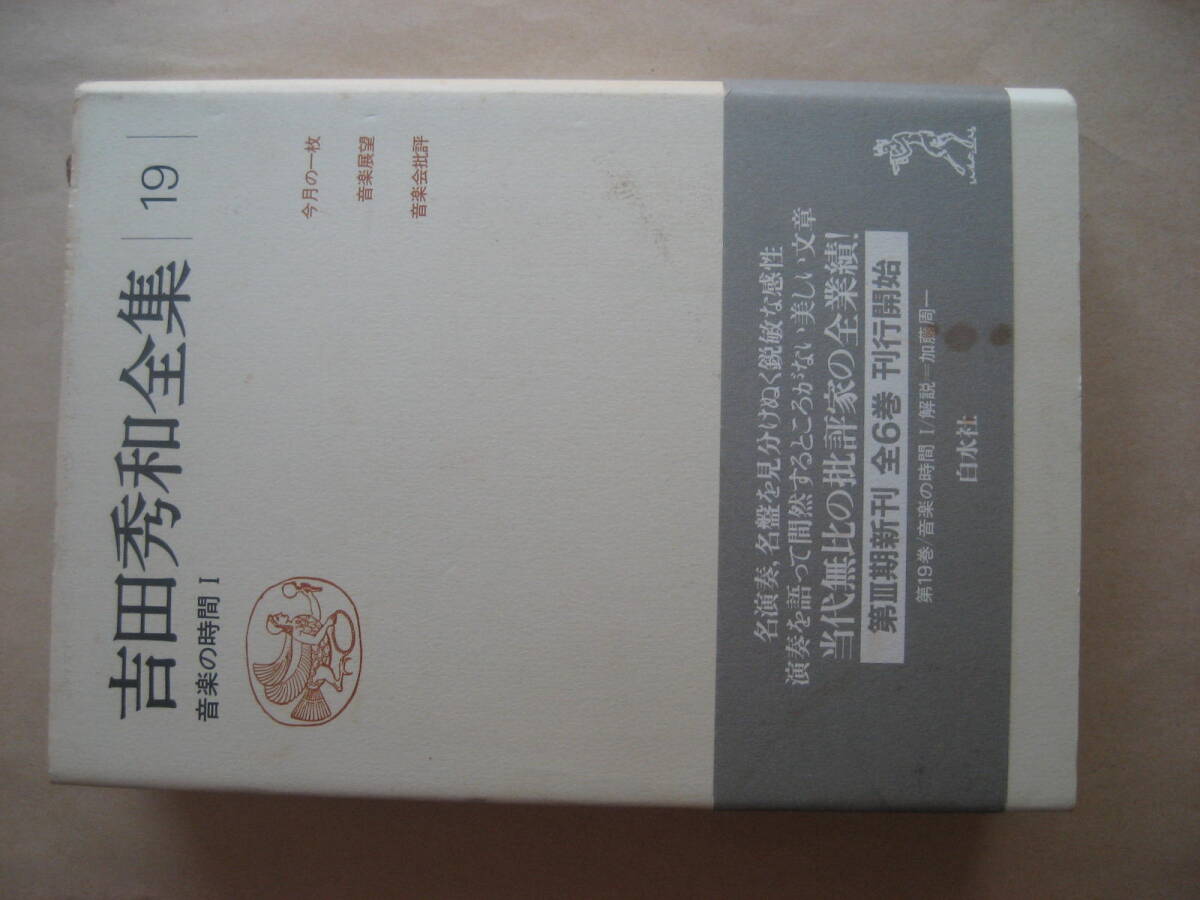 吉田秀和全集|19|
音楽の時間 I
今月の一枚
音楽展望
音楽会批評
名演奏,名盤を見分けぬく鋭敏な感性
演奏を語って間然するところがない美しい文章
当代無比の批評家の全業績!
第III期新刊 全6巻 刊行開始
第19巻/音楽の時間 I/解説=加藤周一
白水社